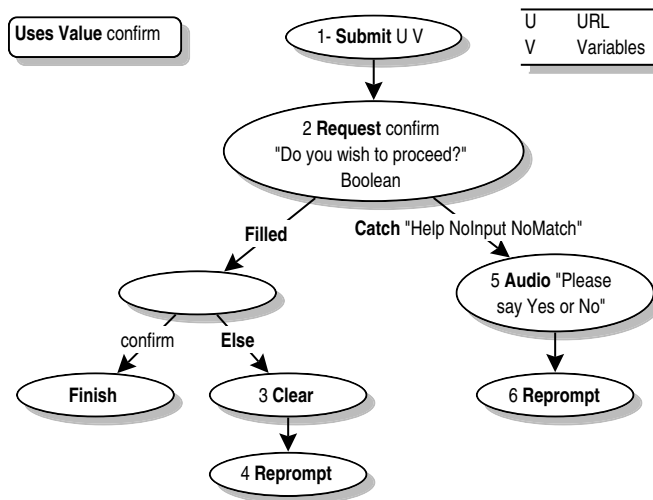 Uses Value confirm
1- Submit U V
U URL
V Variables
2 Request confirm
"Do you wish to proceed?"
Boolean
Filled
Catch "Help NoInput NoMatch"
5 Audio "Please
say Yes or No"
confirm
Else
Finish
3 Clear
6 Reprompt
4 Reprompt